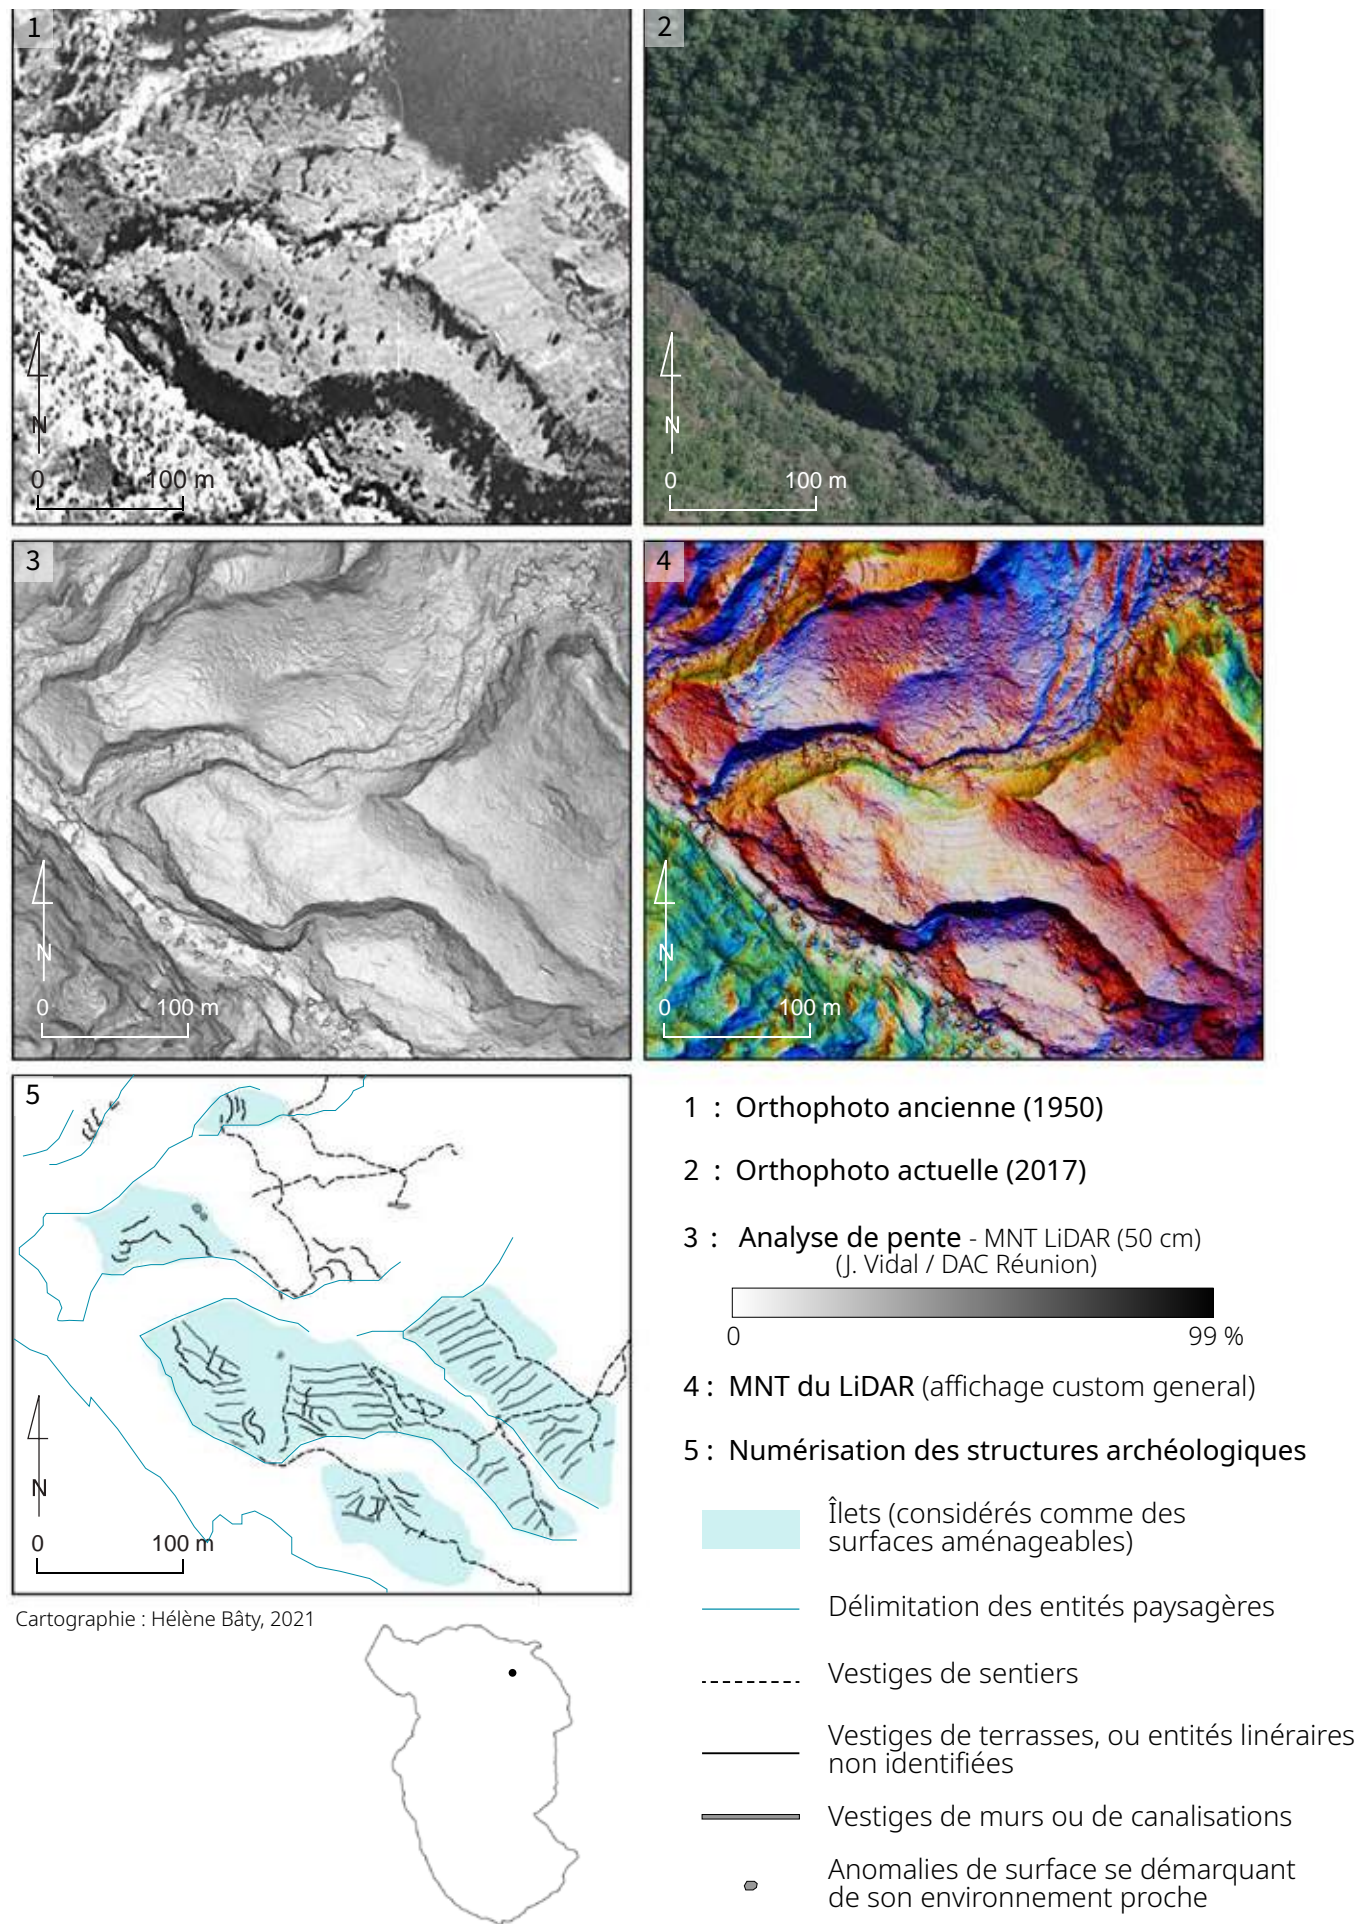 1
2
N
0 100 m
N
0 100 m
3
4
N
0 100 m
N
0 100 m
5
N
0 100 m
Cartographie : Hélène Bâty, 2021
1 : Orthophoto ancienne (1950)
2 : Orthophoto actuelle (2017)
3 : Analyse de pente - MNT LiDAR (50 cm)
(J. Vidal / DAC Réunion)
0 99 %
4 : MNT du LiDAR (affichage custom general)
5 : Numérisation des structures archéologiques
Îlets (considérés comme des
surfaces aménageables)
Délimitation des entités paysagères
Vestiges de sentiers
Vestiges de terrasses, ou entités linéraires
non identifiées
Vestiges de murs ou de canalisations
Anomalies de surface se démarquant
de son environnement proche